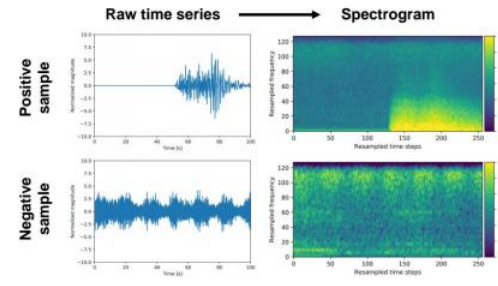 Raw time series
Spectrogram
Positive
sample
Normalized magnitude
10.0
7.5
5.0
2.5
0.0
-2.5
-5.0
-7.5
-10.0
0 20 40 60 80 100
Time [s]
Resampled frequency
120
100
80
60
40
20
0
0 50 100 150 200 250
Resampled time steps
Negative
sample
Normalized magnitude
10.0
7.5
5.0
2.5
0.0
-2.5
-5.0
-7.5
-10.0
0 20 40 60 80 100
Time [s]
Resampled frequency
120
100
80
60
40
20
0
0 50 100 150 200 250
Resampled time steps